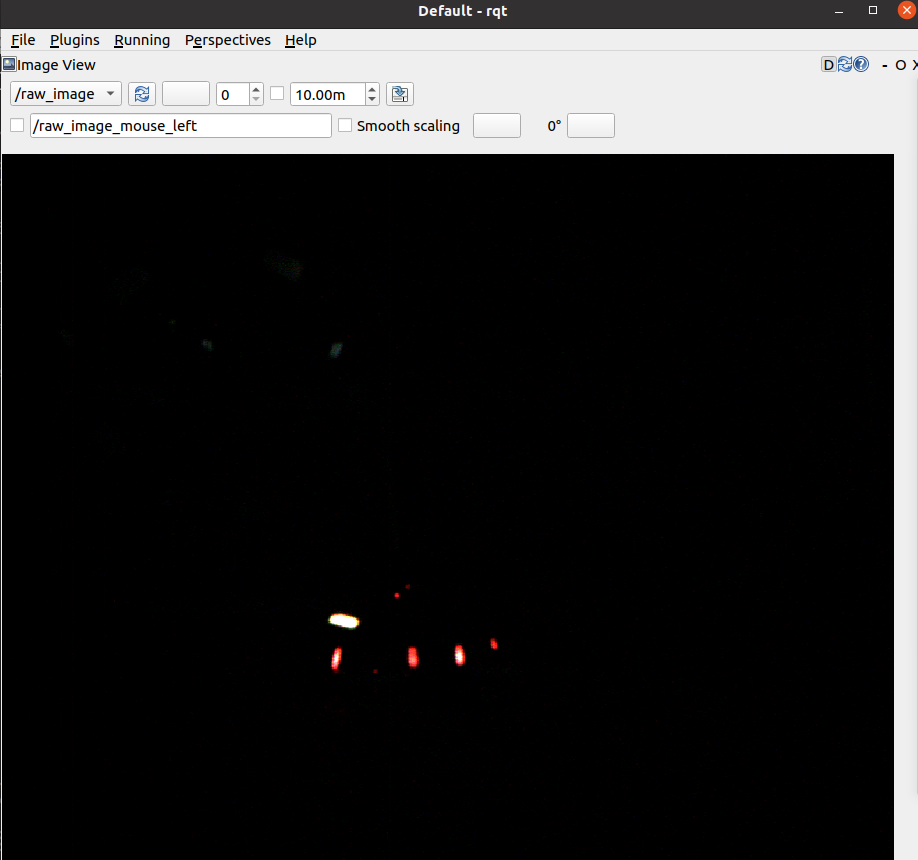 Default - rqt
File Plugins Running Perspectives Help
Image View D - O X
/raw_image 0 10.00m
/raw_image_mouse_left Smooth scaling 0°